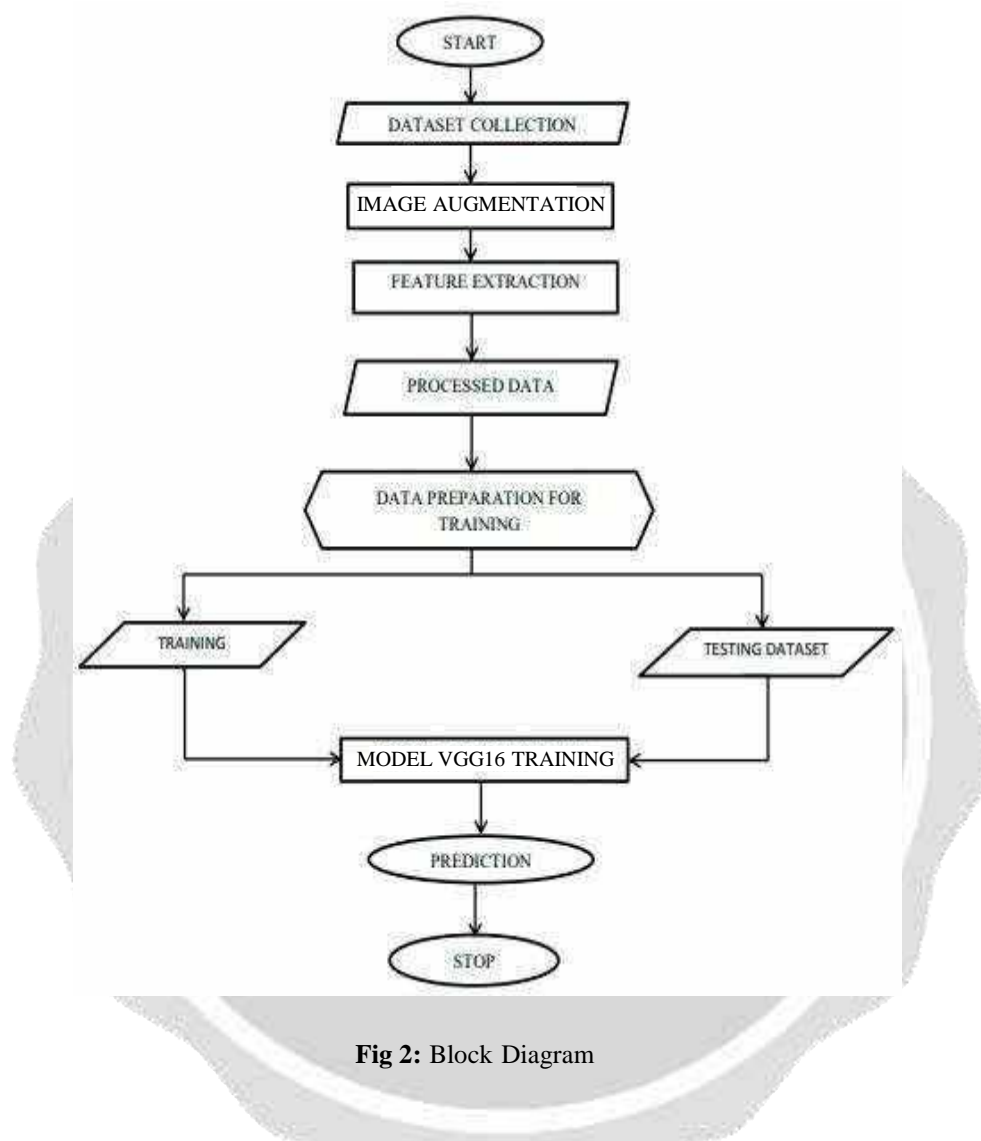 START
DATASET COLLECTION
IMAGE AUGMENTATION
FEATURE EXTRACTION
PROCESSED DATA
DATA PREPARATION FOR
TRAINING
TRAINING
TESTING DATASET
MODEL VGG16 TRAINING
PREDICTION
STOP
Fig 2: Block Diagram